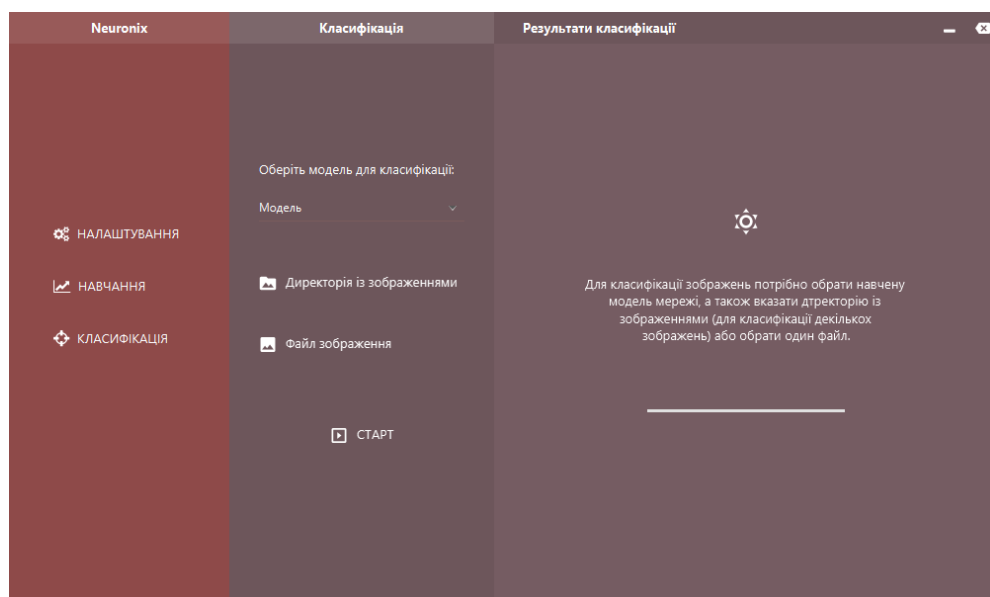 Neuronix
НАЛАШТУВАННЯ
НАВЧАННЯ
КЛАСИФІКАЦІЯ
Класифікація
Оберіть модель для класифікації:
Модель
Директорія із зображеннями
Файл зображення
СТАРТ
Результати класифікації
Для класифікації зображень потрібно обрати навчену
модель мережі, а також вказати дтректорію із
зображеннями (для класифікації декількох
зображень) або обрати один файл.